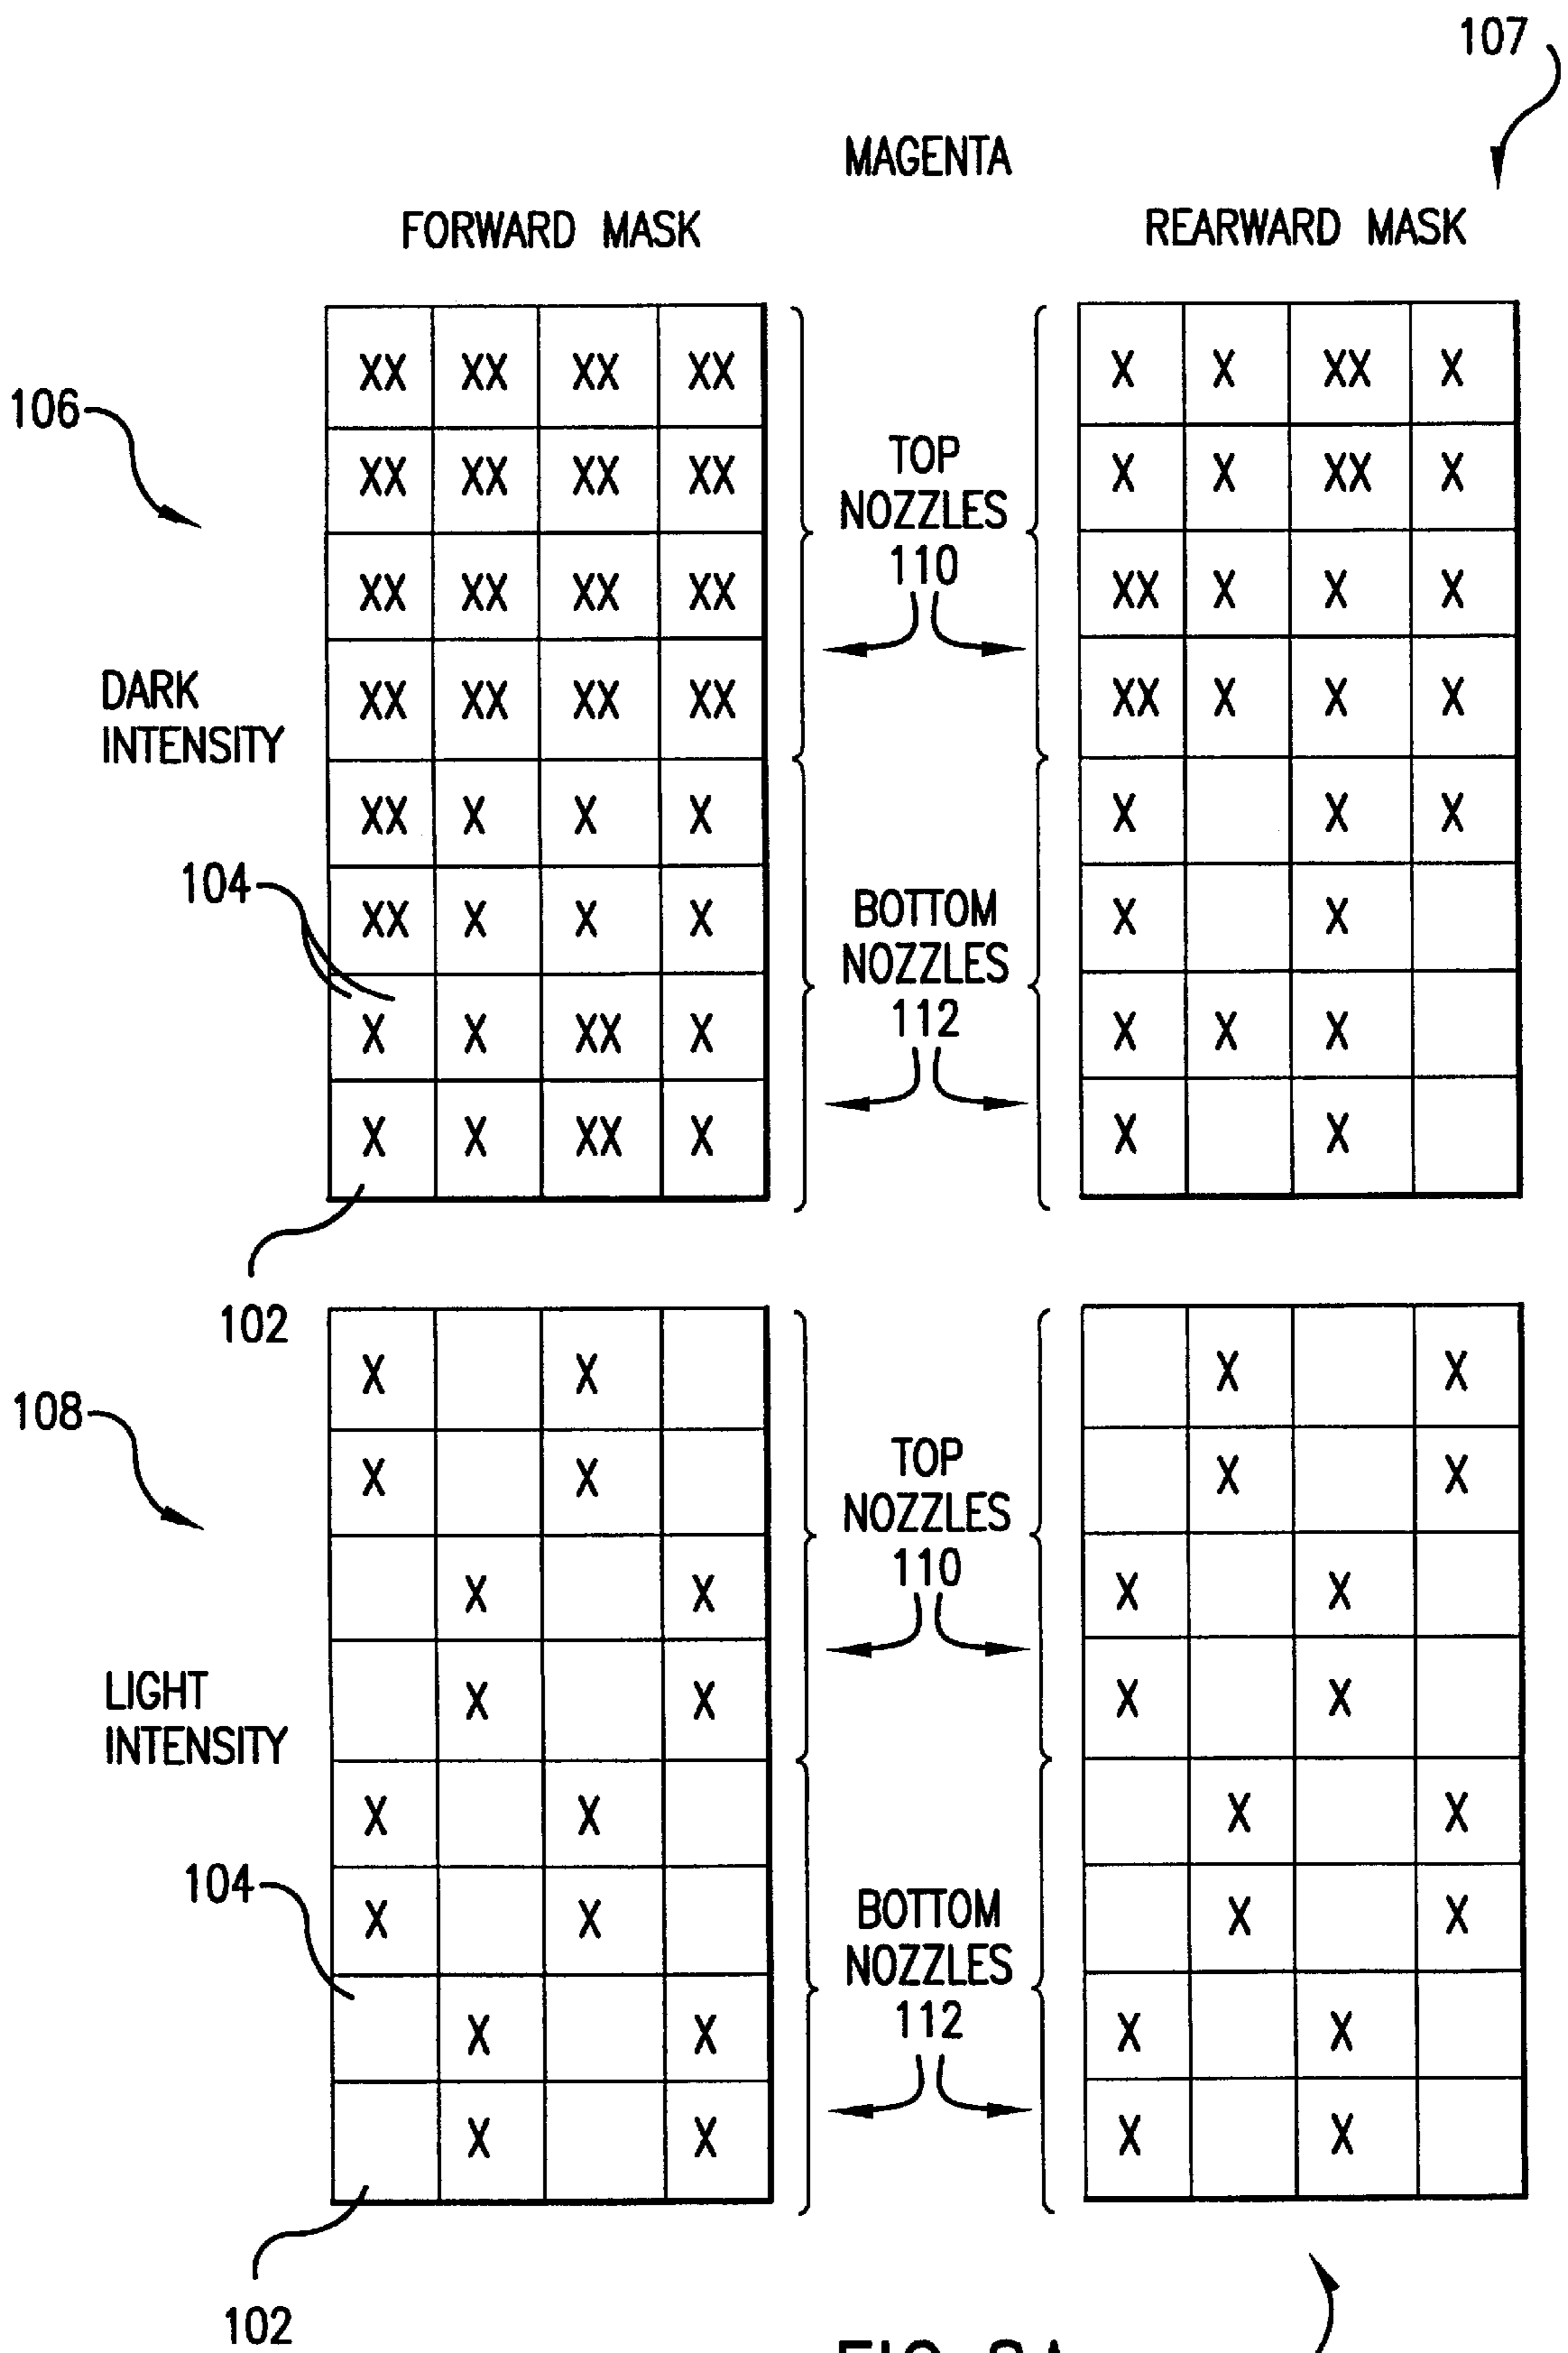 107
MAGENTA
FORWARD MASK
REARWARD MASK
XX XX XX XX
X X XX X
106
XX XX XX XX
X X XX X
TOP
NOZZLES
110
XX XX XX XX
XX X X X
DARK
INTENSITY
XX XX XX XX
XX X X X
XX X X X
X X X
104
XX X X X
X X
BOTTOM
NOZZLES
112
X X XX X
X X X
X X XX X
X X
102
X X
X X
108
X X
X X
TOP
NOZZLES
110
X X
X X
LIGHT
INTENSITY
X X
X X
X X
X X
104
X X
X X
BOTTOM
NOZZLES
112
X X
X X
X X
X X
102